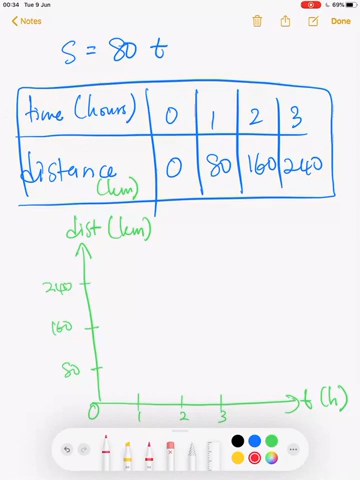 00:34 Tue 9 Jun 69%
Notes Done
S = 80 t
time (hours) 0 1 2 3
distance (km) 0 80 160 240
dist (km)
240
160
80
0 1 2 3 t (h)